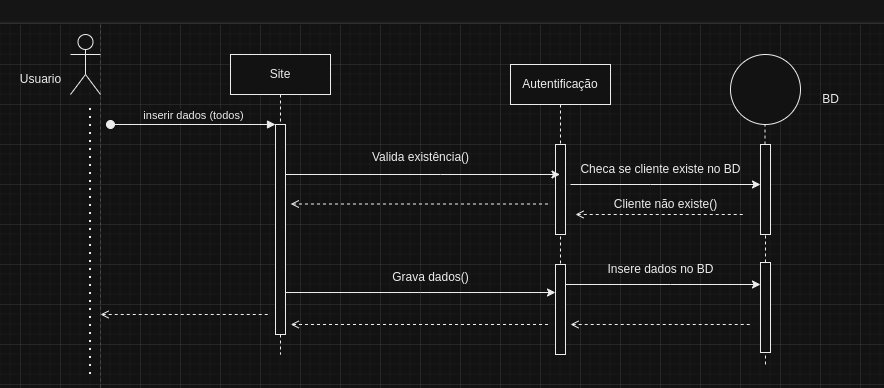 Usuario
Site
Autentificação
BD
inserir dados (todos)
Valida existência()
Checa se cliente existe no BD
Cliente não existe()
Grava dados()
Insere dados no BD